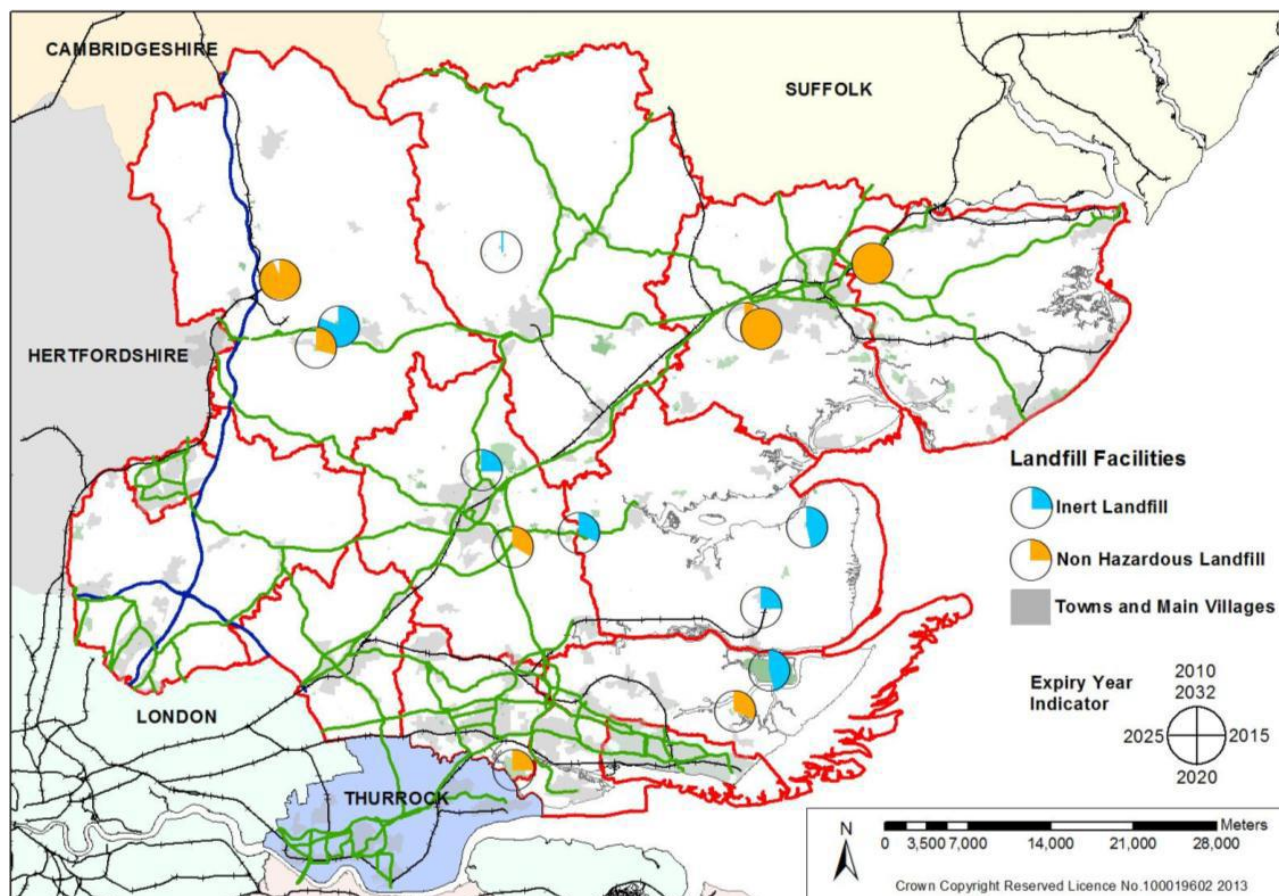 CAMBRIDGESHIRE
SUFFOLK
HERTFORDSHIRE
LONDON
THURROCK
Landfill Facilities
Inert Landfill
Non Hazardous Landfill
Towns and Main Villages
Expiry Year
Indicator
2010
2032
2025
2015
2020
N
Meters
0 3,500 7,000 14,000 21,000 28,000
Crown Copyright Reserved Licence No.100019602 2013